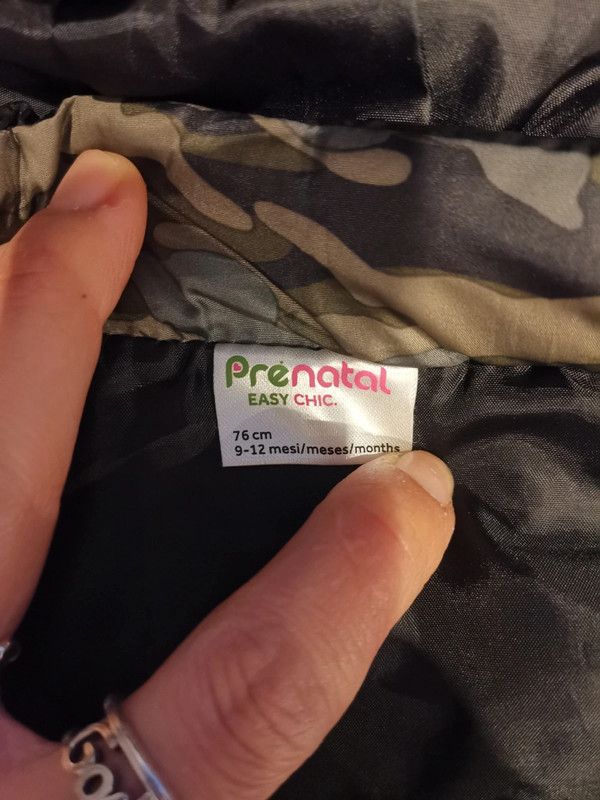 Prénatal
EASY CHIC.
76 cm
9-12 mesi/meses/months